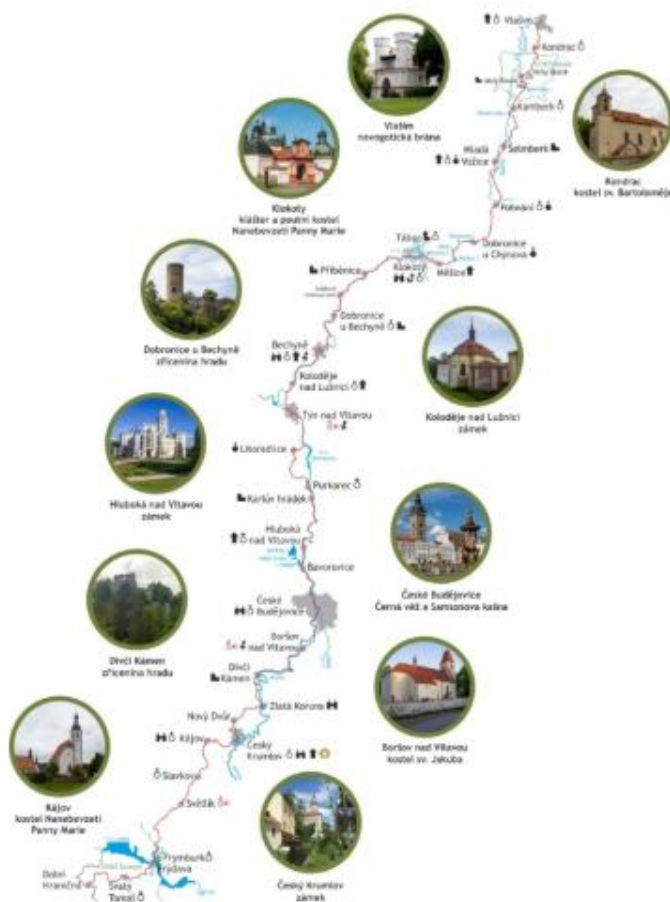 Vlašim
Kondrac
Vlašim
novogotická brána
Kamberk
Kondrac
kostel sv. Bartoloměje
Mladá
Vožice
Šelmberk
Klokoty
klášter a poutní kostel
Nanebevzetí Panny Marie
Pohnání
Tábor
Klokoty
Měšice
Dobronice
u Chýnova
Příběnice
Dobronice
u Bechyně
Dobronice u Bechyně
zřícenina hradu
Bechyně
Koloděje
nad Lužnicí
Koloděje nad Lužnicí
zámek
Týn nad Vltavou
Litoradlice
Purkarec
Karlův hrádek
Hluboká nad Vltavou
zámek
Hluboká
nad Vltavou
Bavorovice
České Budějovice
Černá věž a Samsonova kašna
České
Budějovice
Boršov
nad Vltavou
Dívčí Kámen
zřícenina hradu
Dívčí
Kámen
Zlatá Koruna
Nový Dvůr
Kájov
Český
Krumlov
Boršov nad Vltavou
kostel sv. Jakuba
Slavkov
Světlík
Kájov
kostel Nanebevzetí
Panny Marie
Frymburk
Frýdava
Dolní
Hraničná
Svatý
Tomáš
Český Krumlov
zámek